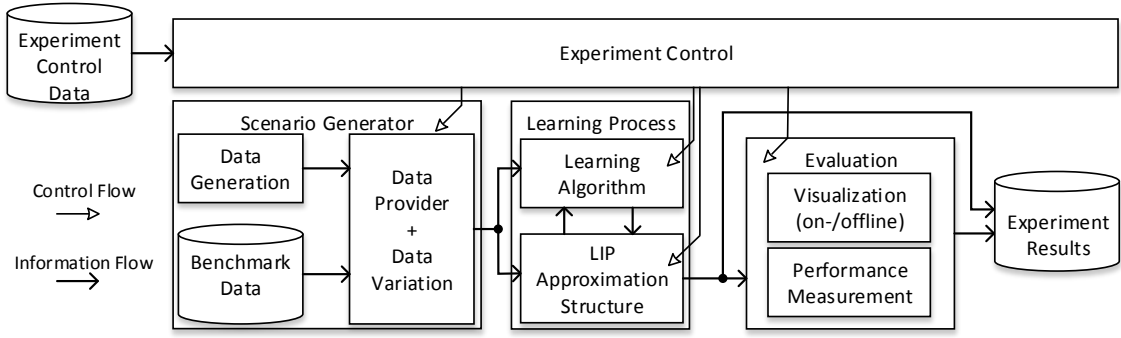 Experiment
Control
Data
Experiment Control
Scenario Generator
Data
Generation
Benchmark
Data
Data
Provider
+
Data
Variation
Learning Process
Learning
Algorithm
LIP
Approximation
Structure
Evaluation
Visualization
(on-/offline)
Performance
Measurement
Experiment
Results
Control Flow
Information Flow